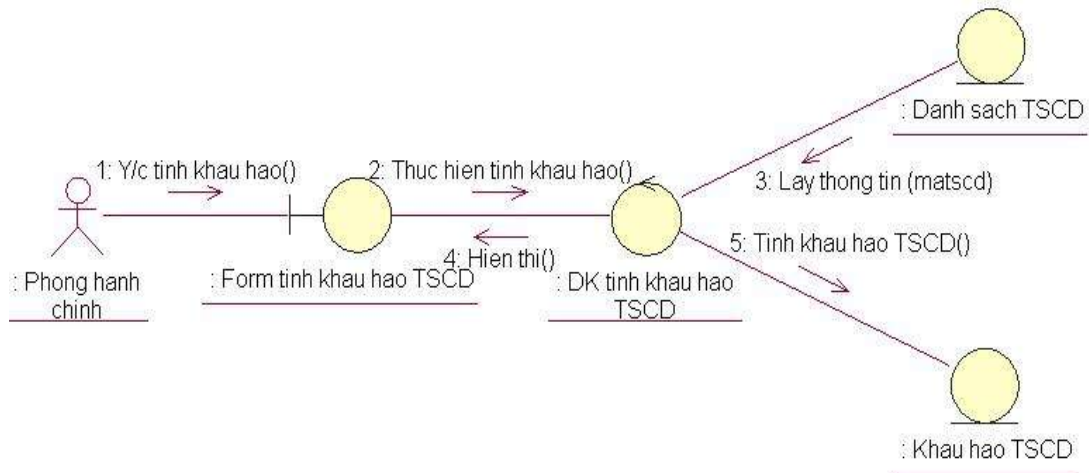 : Danh sach TSCD
1: Y/c tinh khau hao()
2: Thuc hien tinh khau hao()
3: Lay thong tin (matscd)
4: Hien thi()
5: Tinh khau hao TSCD()
: Phong hanh
chinh
: Form tinh khau hao TSCD
: DK tinh khau hao
TSCD
: Khau hao TSCD